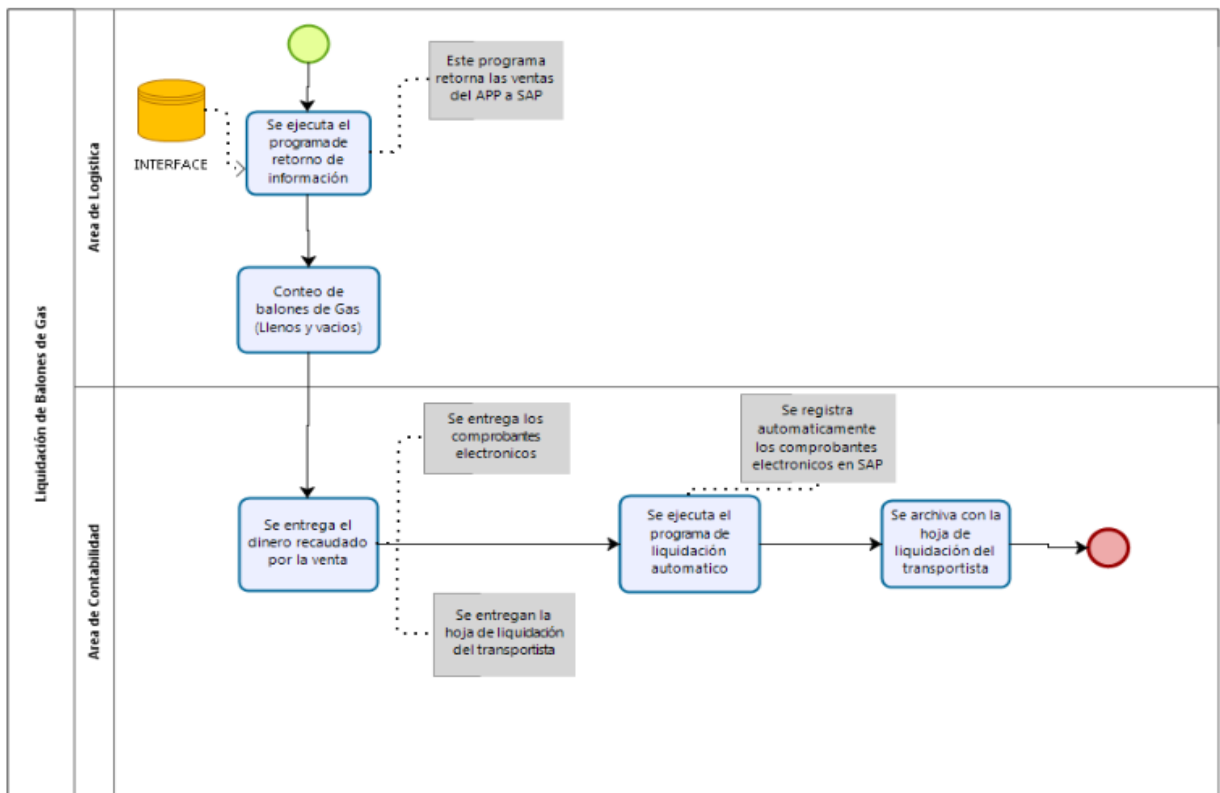 Liquidación de Balones de Gas
Area de Logística
Este programa
retorna las ventas
del APP a SAP
INTERFACE
Se ejecuta el
programa de
retorno de
información
Conteo de
balones de Gas
(Llenos y vacios)
Area de Contabilidad
Se entrega los
comprobantes
electronicos
Se registra
automaticamente
los comprobantes
electronicos en SAP
Se entrega el
dinero recaudado
por la venta
Se ejecuta el
programa de
liquidación
automatico
Se archiva con la
hoja de
liquidación del
transportista
Se entregan la
hoja de liquidación
del transportista